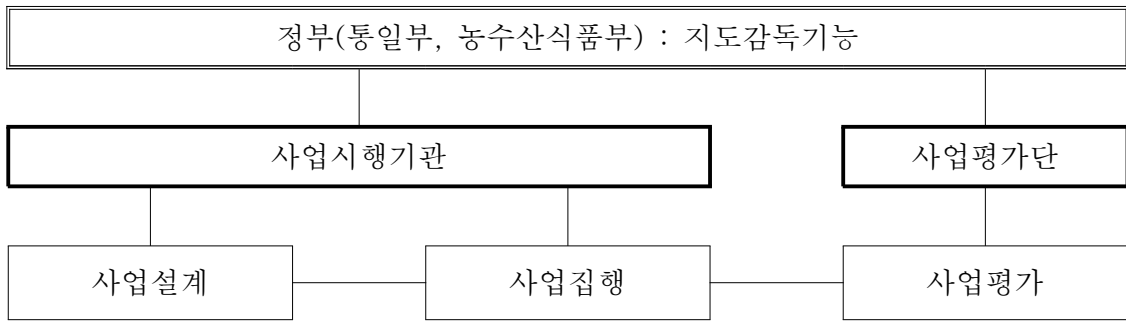 정부(통일부, 농수산식품부) : 지도감독기능
사업시행기관
사업평가단
사업설계
사업집행
사업평가